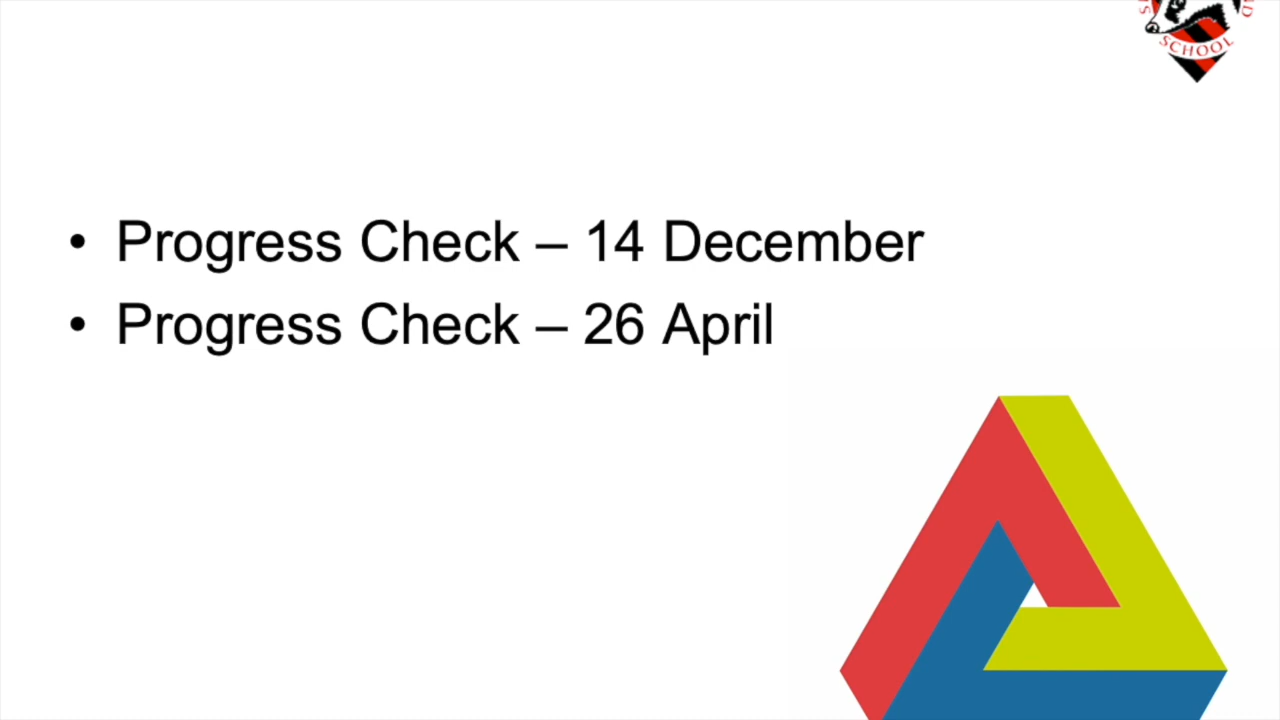 SCHOOL
• Progress Check – 14 December
• Progress Check – 26 April